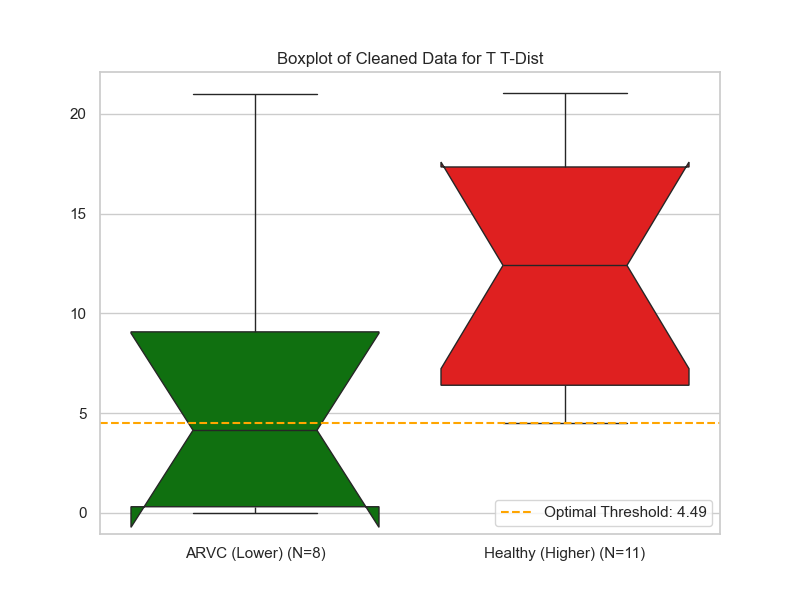 Boxplot of Cleaned Data for T T-Dist
20
15
10
5
0
Optimal Threshold: 4.49
ARVC (Lower) (N=8)
Healthy (Higher) (N=11)